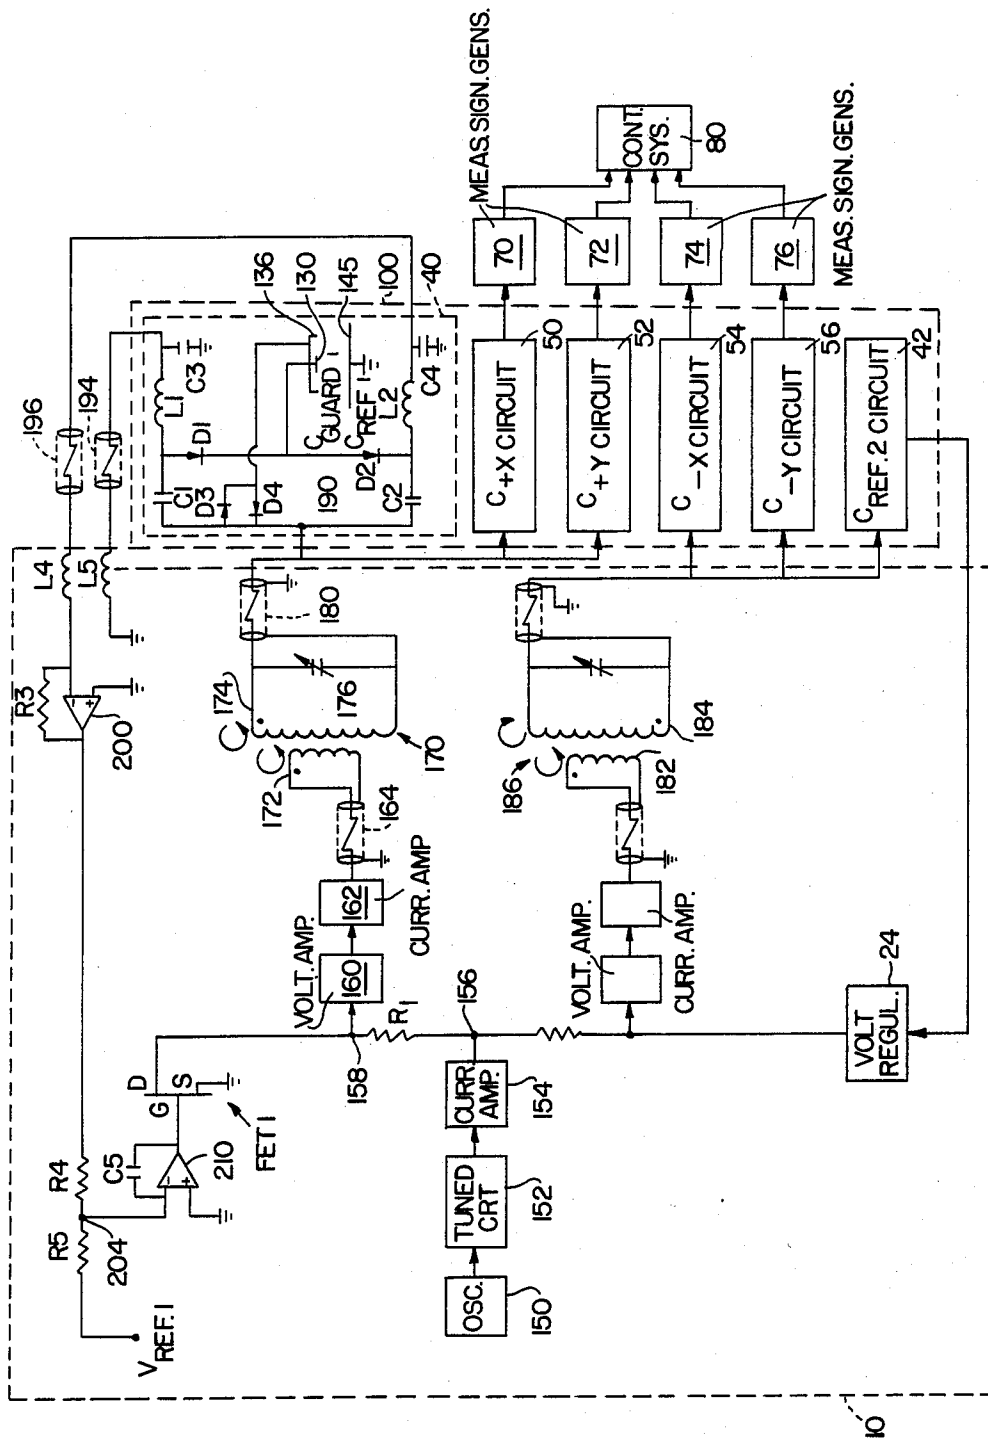 196
194
136
130
145
100
40
MEAS.SIGN.GENS.
L4
L5
R3
200
C1
L1
C3
D1
D3
D4
190
D2
C2
C GUARD 1
C REF 1
L2
C4
70
72
74
76
MEAS.SIGN.GENS.
CONT.
SYS.
80
C+X CIRCUIT
50
C+Y CIRCUIT
52
C-X CIRCUIT
54
C-Y CIRCUIT
56
CREF.2 CIRCUIT
42
174
176
180
170
172
164
162
CURR. AMP
VOLT. AMP.
160
R1
158
156
186
182
184
VOLT. AMP.
CURR. AMP.
24
VOLT
REGUL.
D
G
S
FET 1
C5
210
R4
R5
204
VREF.1
CURR.
AMP.
154
TUNED
CRT
152
OSC.
150
10